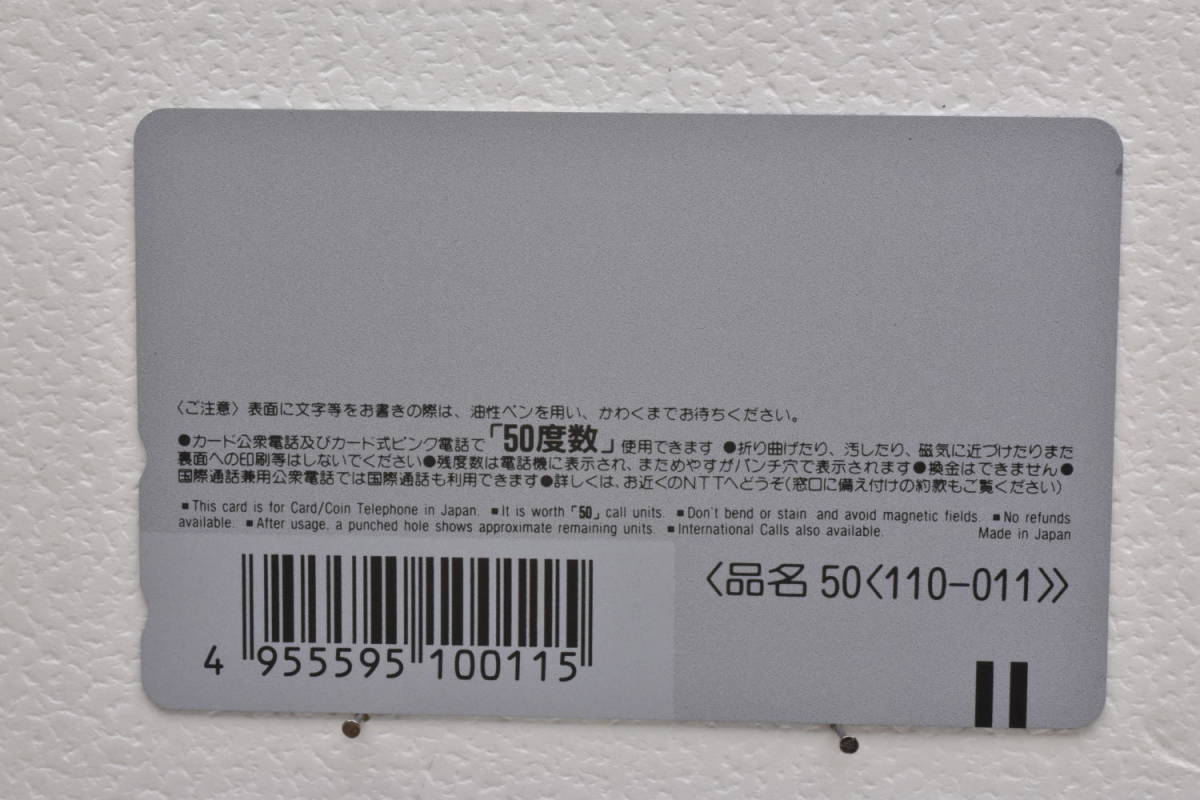 〈ご注意〉表面に文字等をお書きの際は、油性ペンを用い、かわくまでお待ちください。
●カード公衆電話及びカード式ピンク電話で「50度数」使用できます ●折り曲げたり、汚したり、磁気に近づけたりまた
裏面への印刷等はしないでください●残度数は電話機に表示され、まためやすがパンチ穴で表示されます●換金はできません●
国際通話兼用公衆電話では国際通話も利用できます●詳しくは、お近くのNTTへどうぞ(窓口に備え付けの約款もご覧ください)
■This card is for Card/Coin Telephone in Japan. ■It is worth「50」call units. ■Don't bend or stain and avoid magnetic fields. ■No refunds
available. ■After usage, a punched hole shows approximate remaining units. ■International Calls also available. Made in Japan
〈品名 50〈110-011〉〉
4 955595 100115